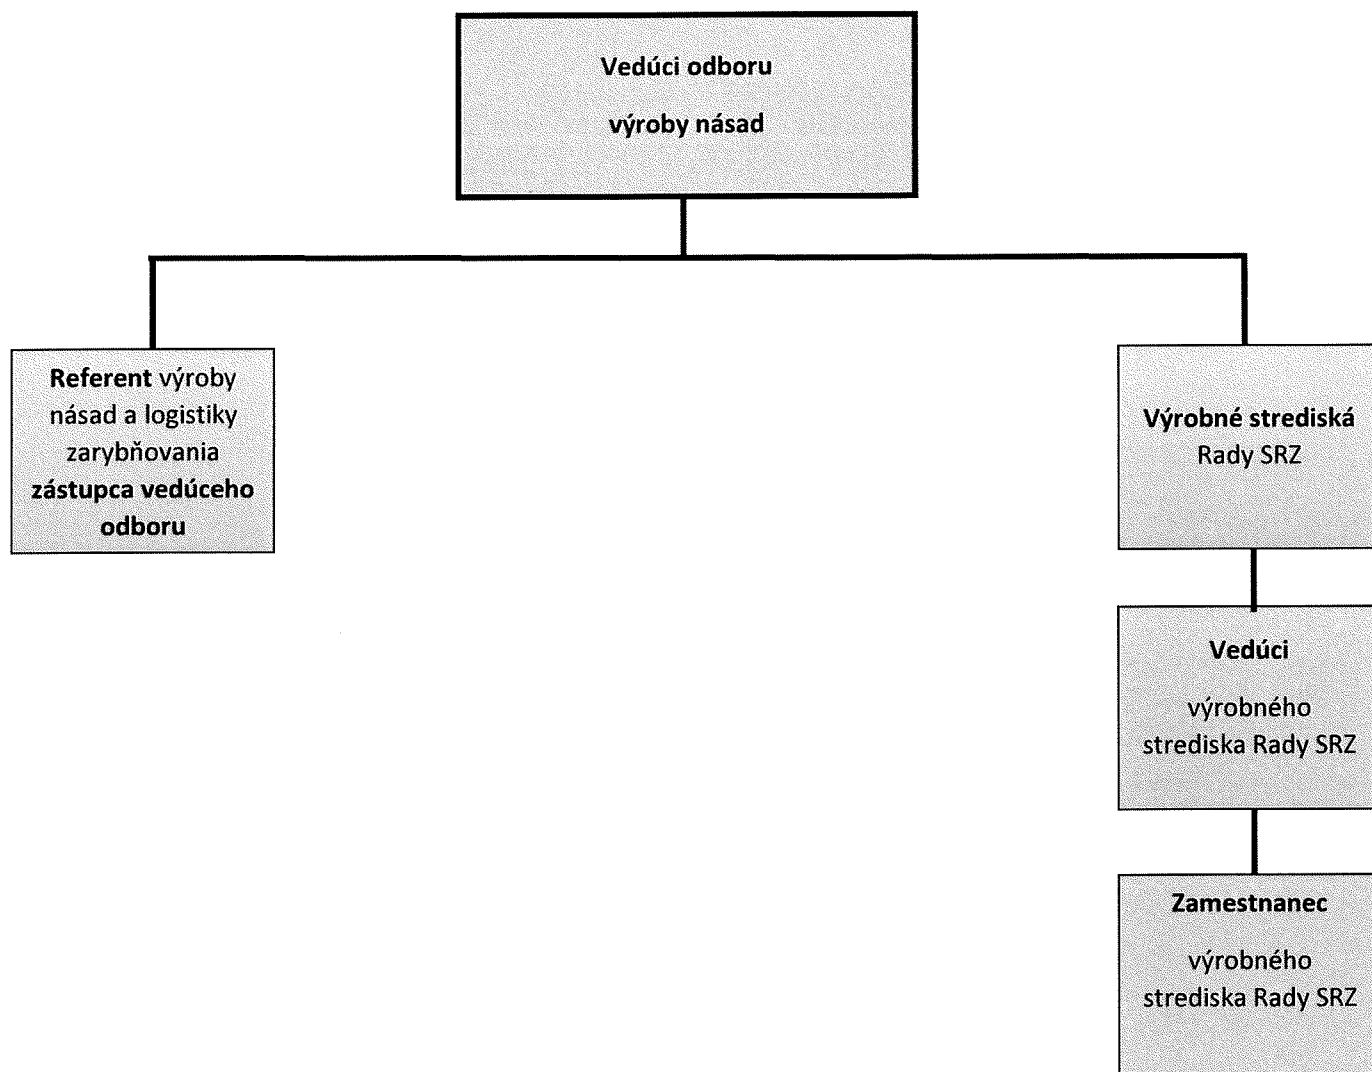 Vedúci odboru
výroby násad
Referent výroby
násad a logistiky
zarybňovania
zástupca vedúceho
odboru
Výrobné strediská
Rady SRZ
Vedúci
výrobného
strediska Rady SRZ
Zamestnanec
výrobného
strediska Rady SRZ